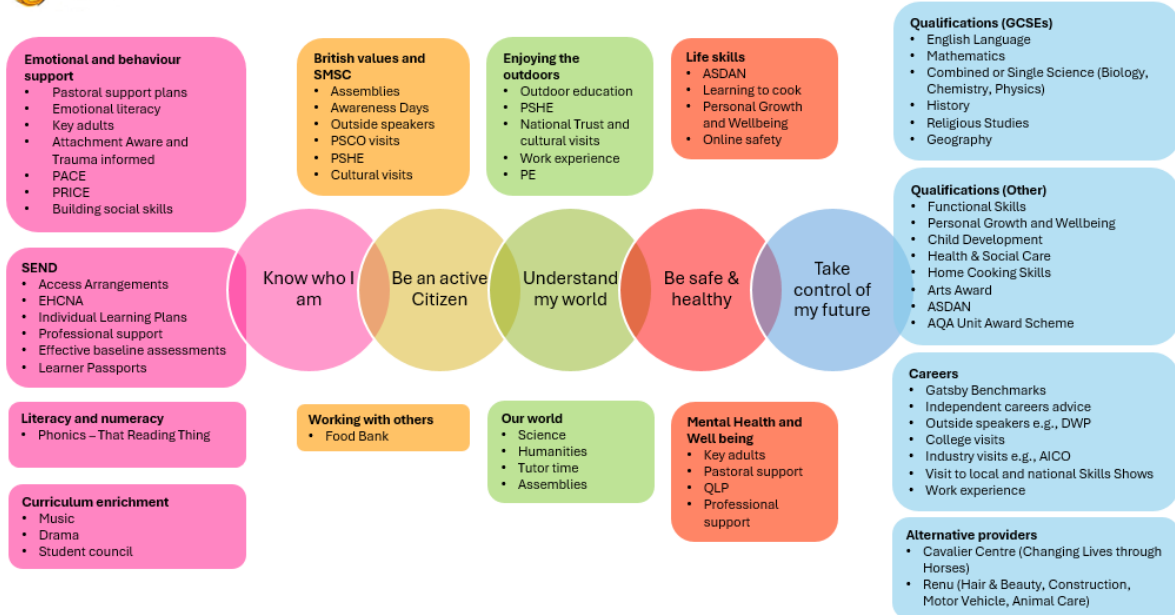 Emotional and behaviour
support
• Pastoral support plans
• Emotional literacy
• Key adults
• Attachment Aware and
Trauma informed
• PACE
• PRICE
• Building social skills
SEND
• Access Arrangements
• EHCNA
• Individual Learning Plans
• Professional support
• Effective baseline assessments
• Learner Passports
Literacy and numeracy
• Phonics – That Reading Thing
Curriculum enrichment
• Music
• Drama
• Student council
British values and
SMSC
• Assemblies
• Awareness Days
• Outside speakers
• PSCO visits
• PSHE
• Cultural visits
Enjoying the
outdoors
• Outdoor education
• PSHE
• National Trust and
cultural visits
• Work experience
• PE
Life skills
• ASDAN
• Learning to cook
• Personal Growth
and Wellbeing
• Online safety
Know who I
am
Be an active
Citizen
Understand
my world
Be safe &
healthy
Take
control of
my future
Working with others
• Food Bank
Our world
• Science
• Humanities
• Tutor time
• Assemblies
Mental Health and
Well being
• Key adults
• Pastoral support
• QLP
• Professional
support
Qualifications (GCSEs)
• English Language
• Mathematics
• Combined or Single Science (Biology,
Chemistry, Physics)
• History
• Religious Studies
• Geography
Qualifications (Other)
• Functional Skills
• Personal Growth and Wellbeing
• Child Development
• Health & Social Care
• Home Cooking Skills
• Arts Award
• ASDAN
• AQA Unit Award Scheme
Careers
• Gatsby Benchmarks
• Independent careers advice
• Outside speakers e.g., DWP
• College visits
• Industry visits e.g., AICO
• Visit to local and national Skills Shows
• Work experience
Alternative providers
• Cavalier Centre (Changing Lives through
Horses)
• Renu (Hair & Beauty, Construction,
Motor Vehicle, Animal Care)